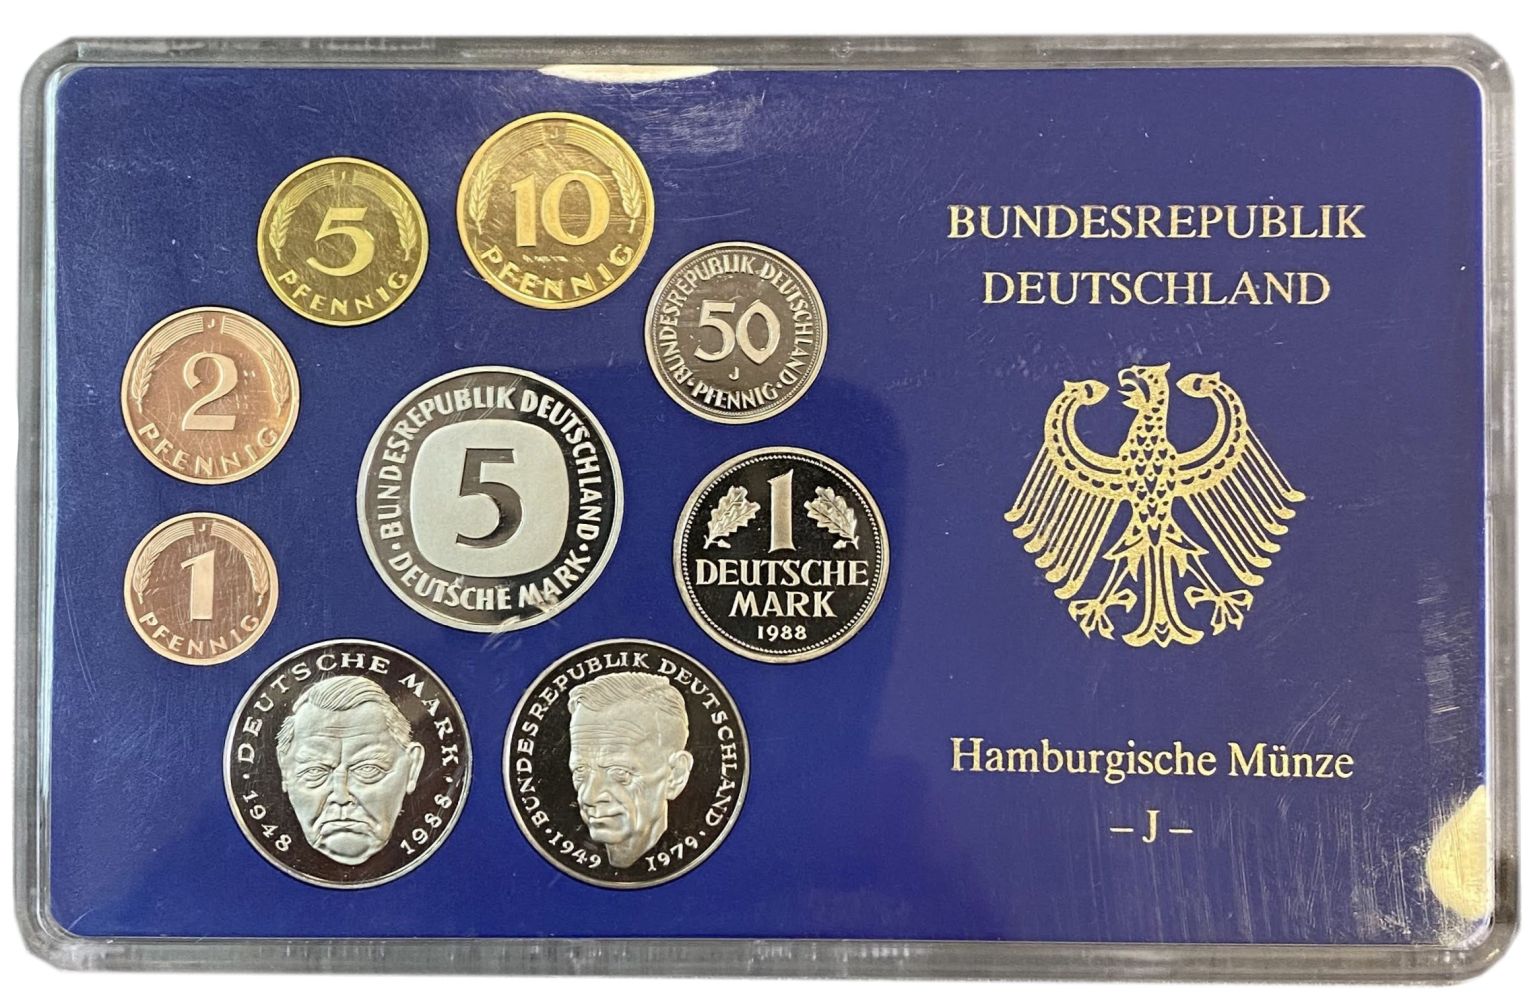 J
5
PFENNIG
J
10
PFENNIG
BUNDESREPUBLIK DEUTSCHLAND
50
J
PFENNIG
J
2
PFENNIG
BUNDESREPUBLIK DEUTSCHLAND
5
DEUTSCHE MARK
1
DEUTSCHE
MARK
1988
J
1
PFENNIG
DEUTSCHE MARK
1948 1988
BUNDESREPUBLIK DEUTSCHLAND
1949 1979
BUNDESREPUBLIK
DEUTSCHLAND
Hamburgische Münze
– J –